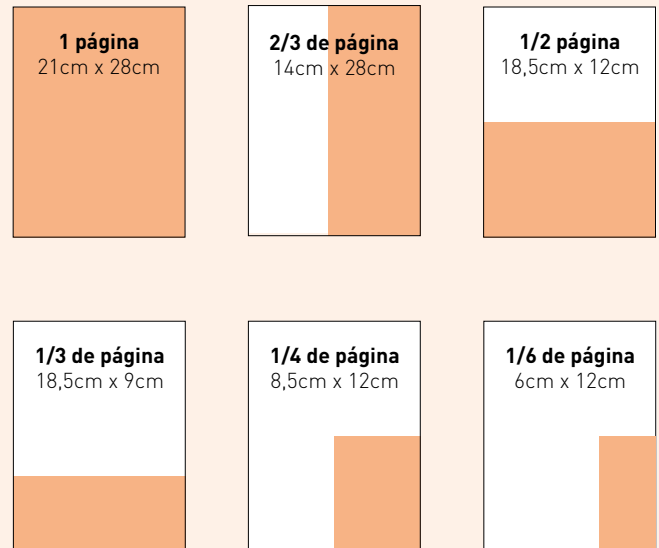 1 página
21cm x 28cm
2/3 de página
14cm x 28cm
1/2 página
18,5cm x 12cm
1/3 de página
18,5cm x 9cm
1/4 de página
8,5cm x 12cm
1/6 de página
6cm x 12cm